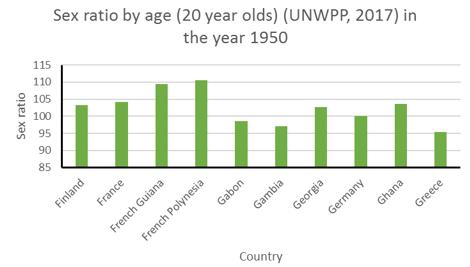 Sex ratio by age (20 year olds) (UNWPP, 2017) in
the year 1950
115
110
105
100
95
90
85
Sex ratio
Finland
France
French Guiana
French Polynesia
Gabon
Gambia
Georgia
Germany
Ghana
Greece
Country